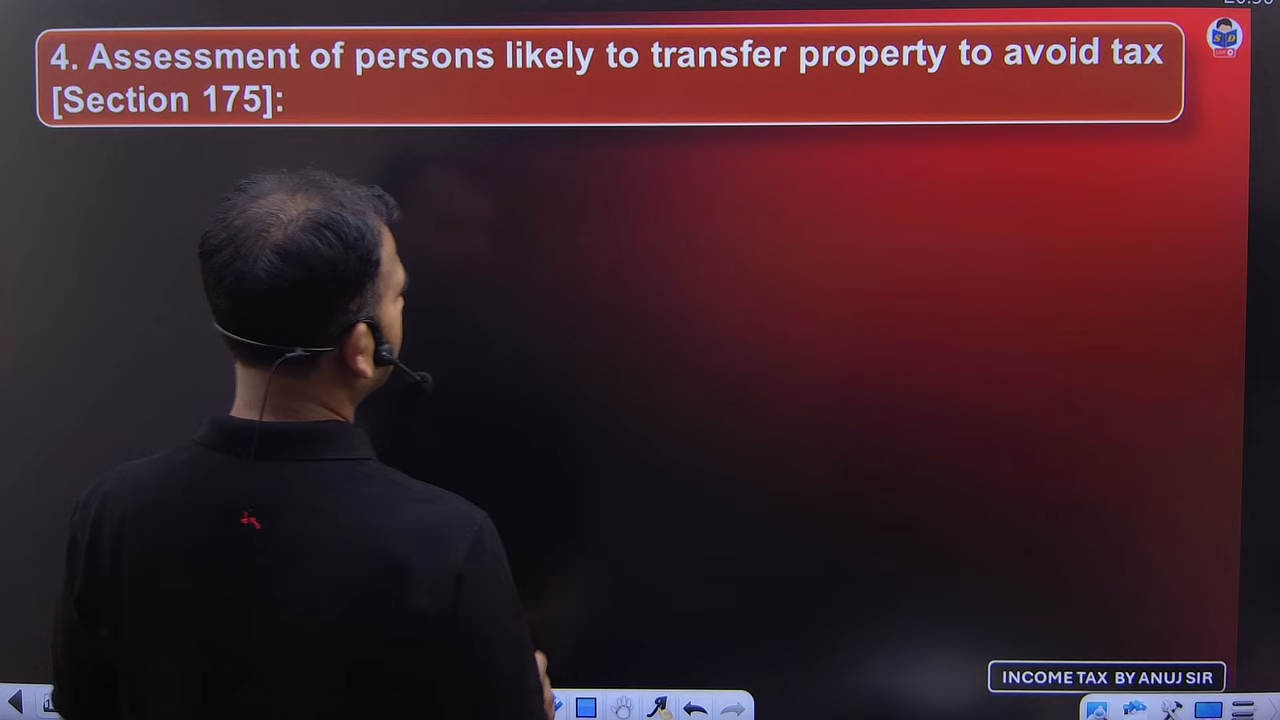 4. Assessment of persons likely to transfer property to avoid tax
[Section 175]:
INCOME TAX BY ANUJ SIR